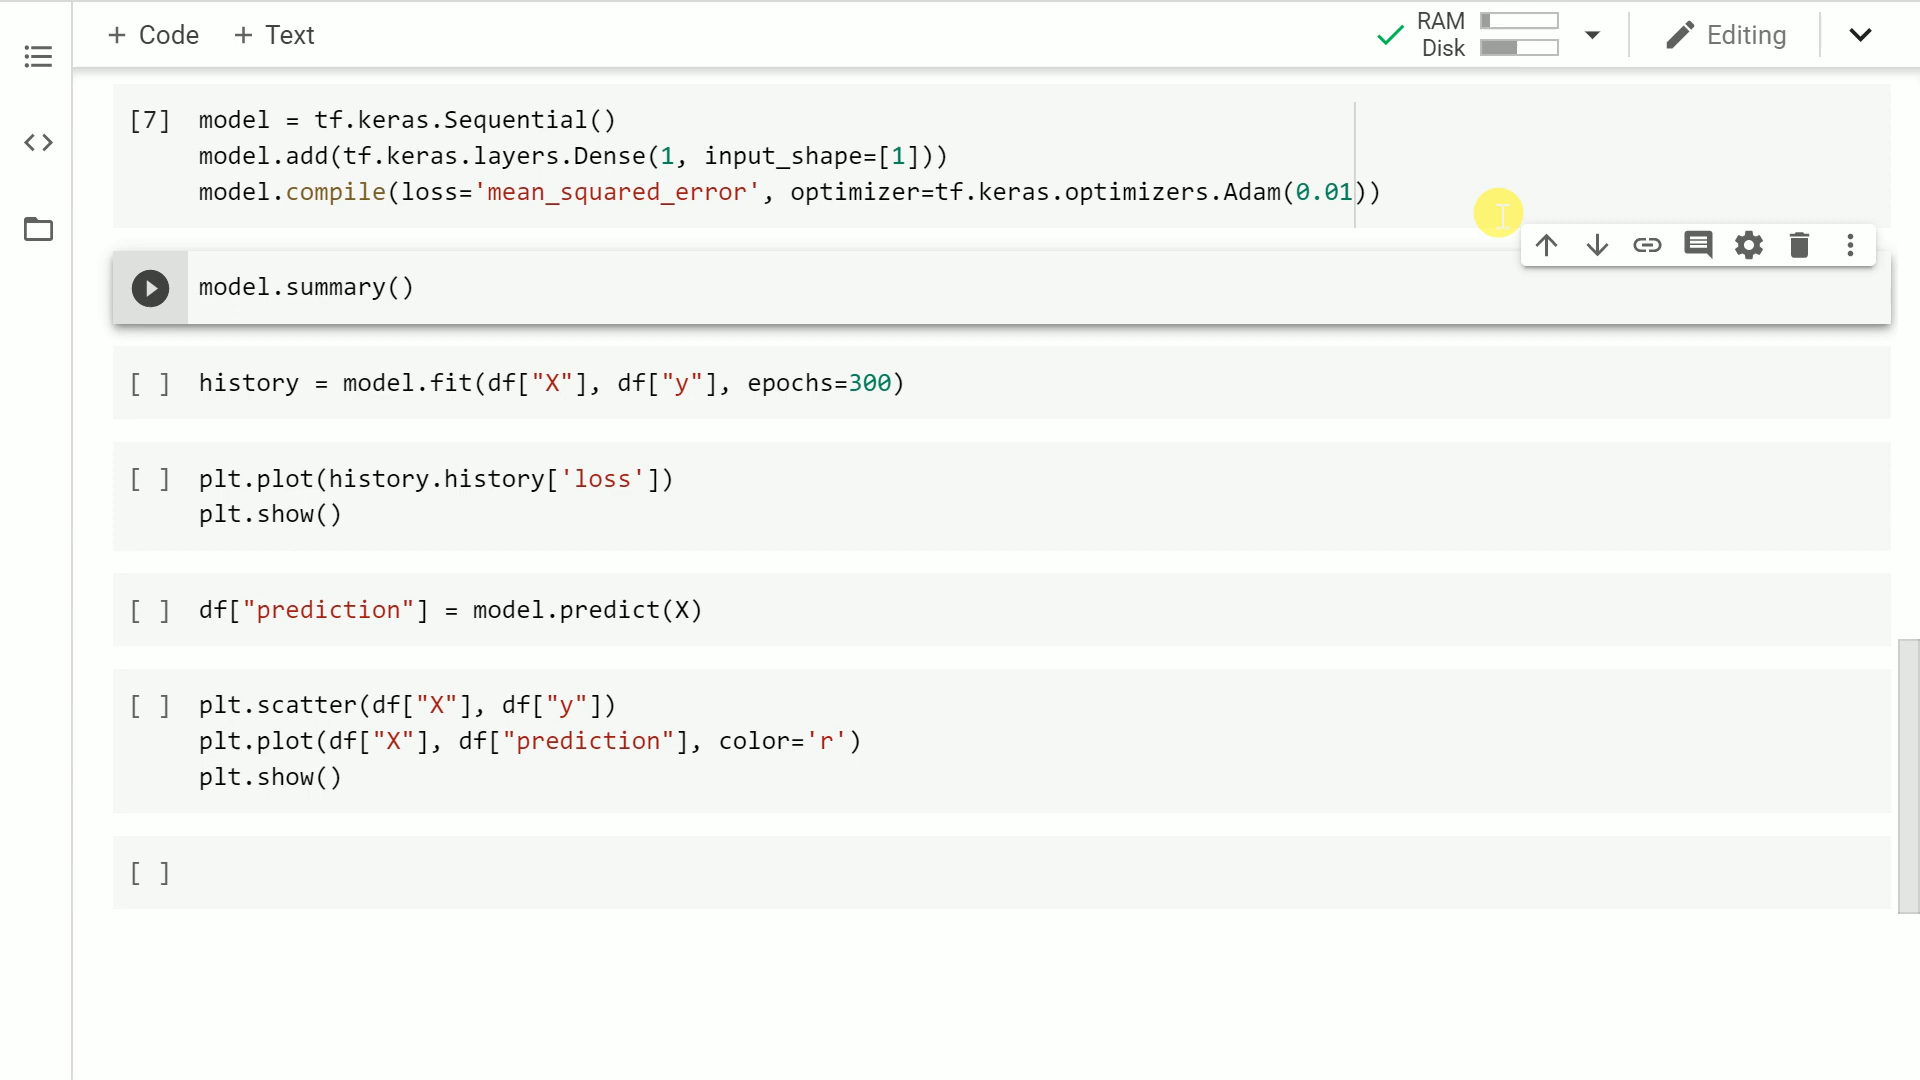 + Code + Text
RAM
Disk
Editing
[7] model = tf.keras.Sequential()
model.add(tf.keras.layers.Dense(1, input_shape=[1]))
model.compile(loss='mean_squared_error', optimizer=tf.keras.optimizers.Adam(0.01))
model.summary()
[ ] history = model.fit(df["X"], df["y"], epochs=300)
[ ] plt.plot(history.history['loss'])
plt.show()
[ ] df["prediction"] = model.predict(X)
[ ] plt.scatter(df["X"], df["y"])
plt.plot(df["X"], df["prediction"], color='r')
plt.show()
[ ]